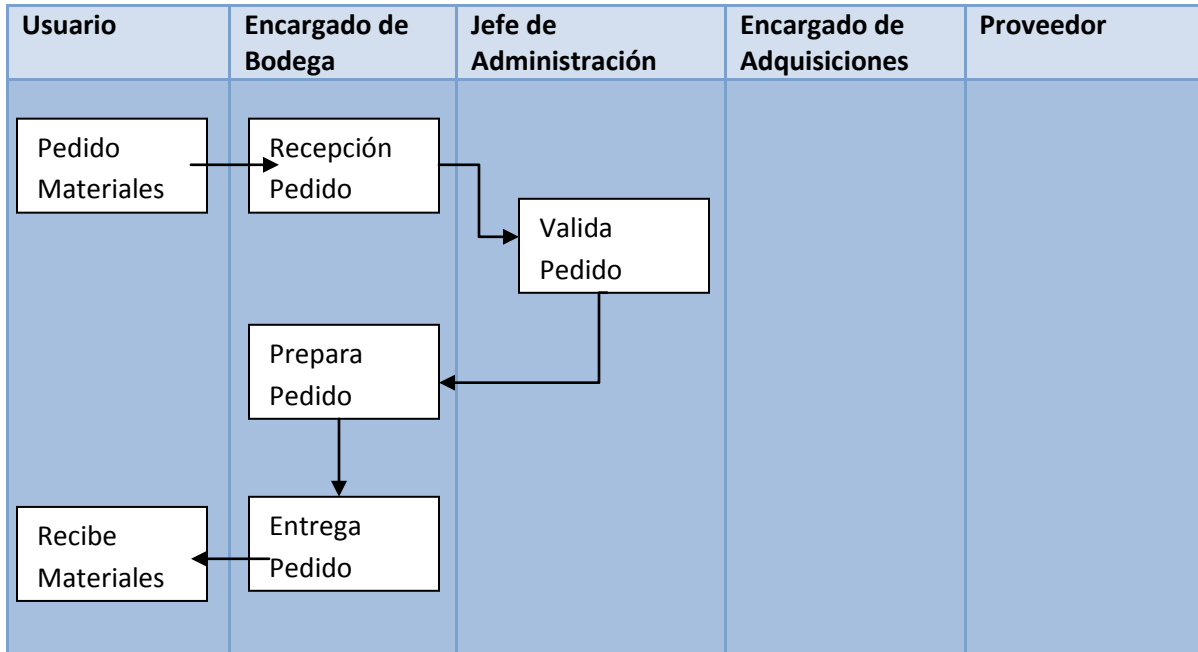 Usuario
Encargado de
Bodega
Jefe de
Administración
Encargado de
Adquisiciones
Proveedor
Pedido
Materiales
Recepción
Pedido
Valida
Pedido
Prepara
Pedido
Entrega
Pedido
Recibe
Materiales